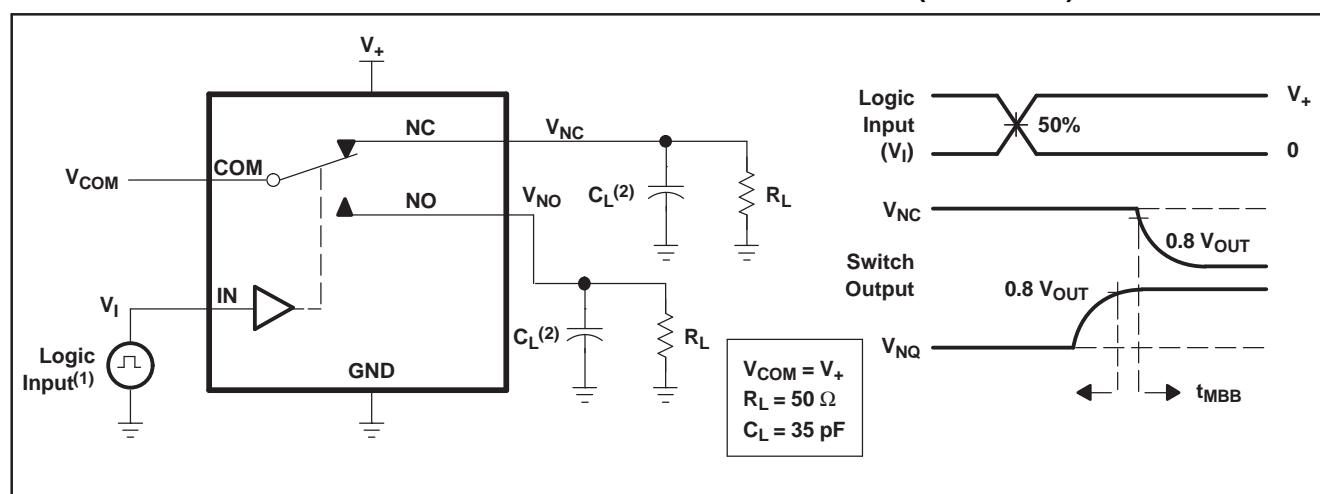 V+
NC
VNC
COM
VCOM
CL(2)
RL
NO
VNO
VI
IN
CL(2)
RL
Logic
Input(1)
GND
VCOM = V+
RL = 50 Ω
CL = 35 pF
Logic
Input
(VI)
50%
V+
0
VNC
0.8 VOUT
Switch
Output
0.8 VOUT
VNQ
tMBB